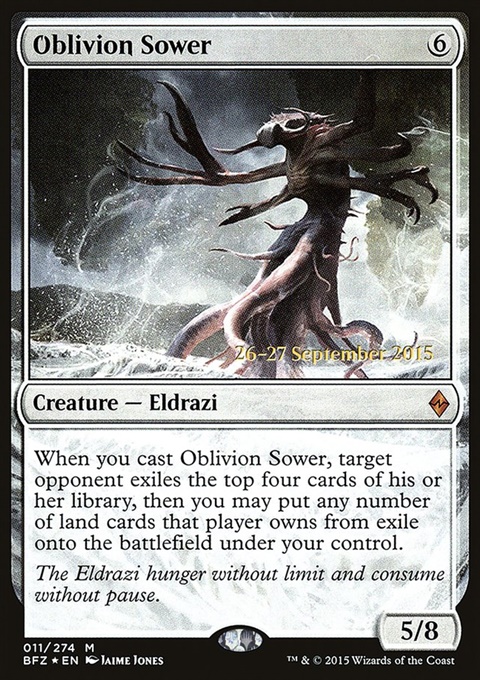 Oblivion Sower 6
26-27 September 2015
Creature — Eldrazi
When you cast Oblivion Sower, target
opponent exiles the top four cards of his or
her library, then you may put any number
of land cards that player owns from exile
onto the battlefield under your control.
The Eldrazi hunger without limit and consume
without pause.
5/8
011/274 M
BFZ ★ EN Jaime Jones
™ & © 2015 Wizards of the Coast